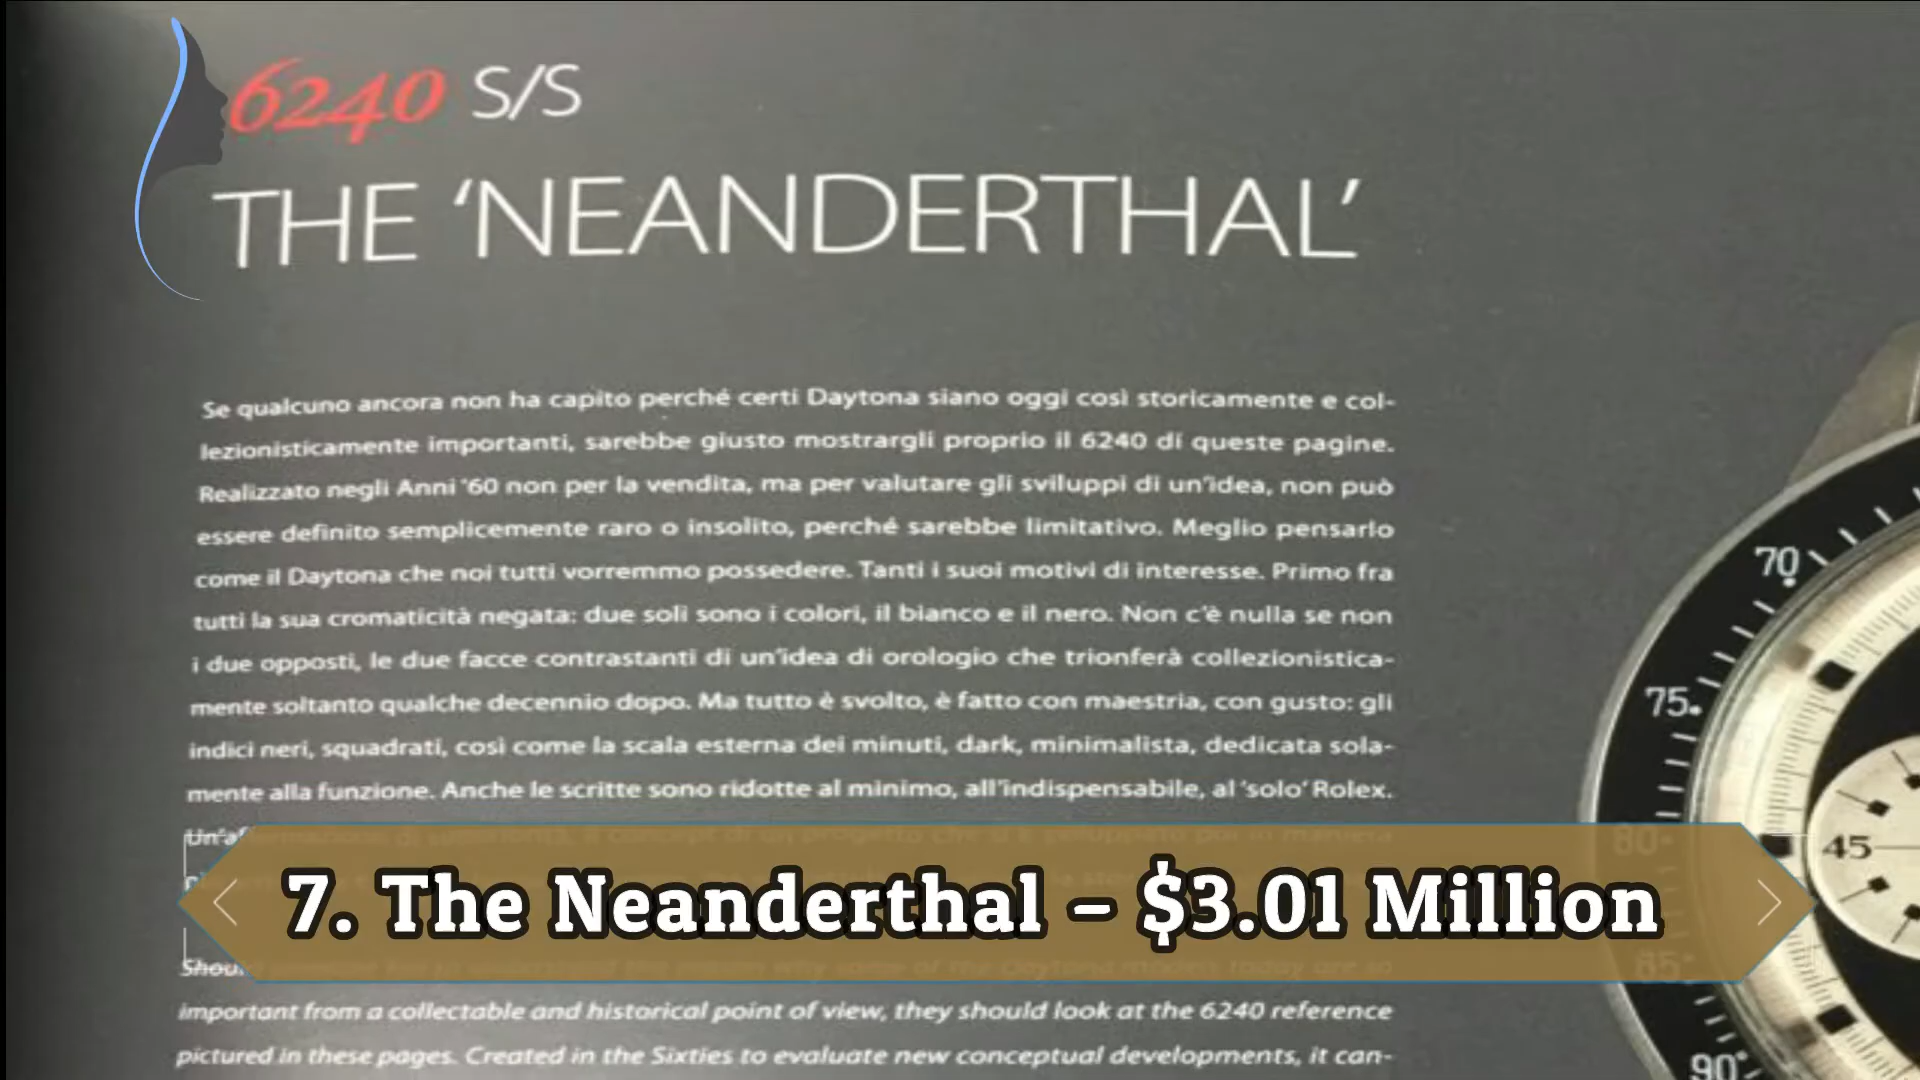 6240 S/S
THE 'NEANDERTHAL'
Se qualcuno ancora non ha capito perché certi Daytona siano oggi così storicamente e col-
lezionisticamente importanti, sarebbe giusto mostrargli proprio il 6240 di queste pagine.
Realizzato negli Anni '60 non per la vendita, ma per valutare gli sviluppi di un'idea, non può
essere definito semplicemente raro o insolito, perché sarebbe limitativo. Meglio pensarlo
come il Daytona che noi tutti vorremmo possedere. Tanti i suoi motivi di interesse. Primo fra
tutti la sua cromaticità negata: due soli sono i colori, il bianco e il nero. Non c'è nulla se non
i due opposti, le due facce contrastanti di un'idea di orologio che trionferà collezionistica-
mente soltanto qualche decennio dopo. Ma tutto è svolto, è fatto con maestria, con gusto: gli
indici neri, squadrati, così come la scala esterna dei minuti, dark, minimalista, dedicata sola-
mente alla funzione. Anche le scritte sono ridotte al minimo, all'indispensabile, al 'solo' Rolex.
7. The Neanderthal – $3.01 Million
Should
important from a collectable and historical point of view, they should look at the 6240 reference
pictured in these pages. Created in the Sixties to evaluate new conceptual developments, it can-
70
75
80
45
85
90